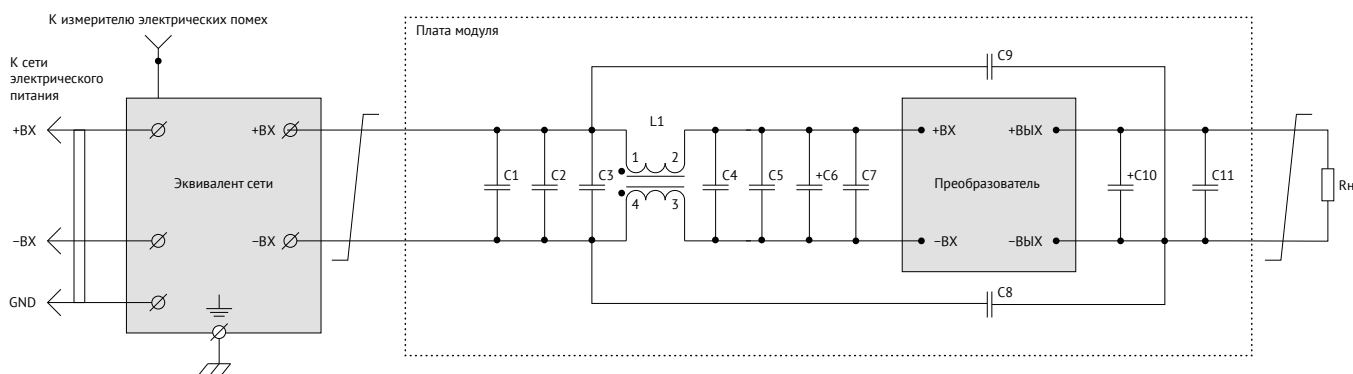 К измерителю электрических помех
К сети
электрического
питания
+ВХ
−ВХ
GND
Эквивалент сети
+ВХ
−ВХ
Плата модуля
C1
C2
C3
L1
1
2
4
3
C4
C5
+C6
C7
C9
C8
+ВХ
−ВХ
Преобразователь
+ВЫХ
−ВЫХ
+C10
C11
Rн